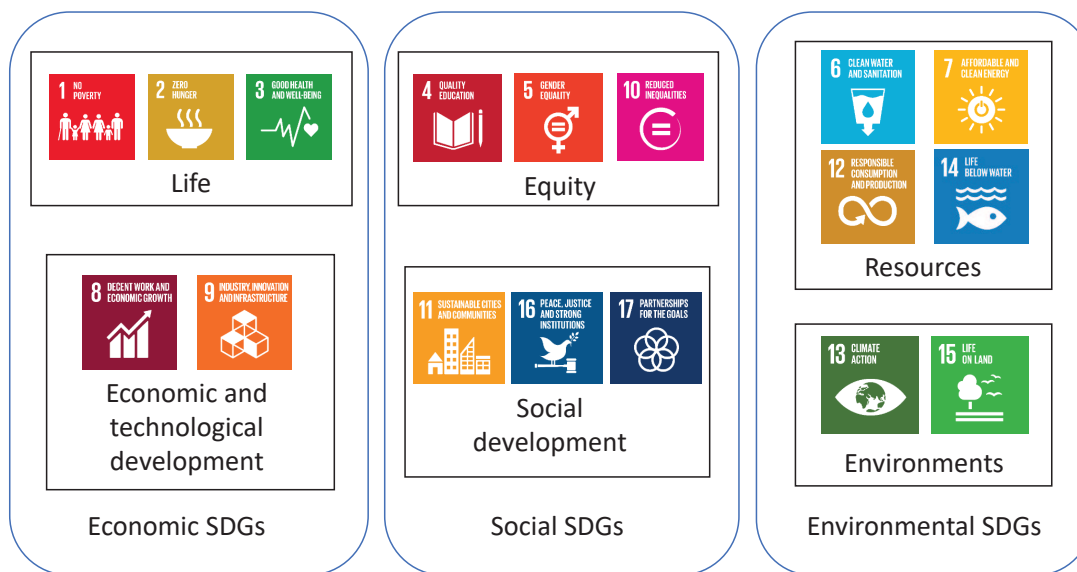 1 NO
POVERTY
2 ZERO
HUNGER
3 GOOD HEALTH
AND WELL-BEING
Life
8 DECENT WORK AND
ECONOMIC GROWTH
9 INDUSTRY, INNOVATION
AND INFRASTRUCTURE
Economic and
technological
development
Economic SDGs
4 QUALITY
EDUCATION
5 GENDER
EQUALITY
10 REDUCED
INEQUALITIES
Equity
11 SUSTAINABLE CITIES
AND COMMUNITIES
16 PEACE, JUSTICE
AND STRONG
INSTITUTIONS
17 PARTNERSHIPS
FOR THE GOALS
Social
development
Social SDGs
6 CLEAN WATER
AND SANITATION
7 AFFORDABLE AND
CLEAN ENERGY
12 RESPONSIBLE
CONSUMPTION
AND PRODUCTION
14 LIFE
BELOW WATER
Resources
13 CLIMATE
ACTION
15 LIFE
ON LAND
Environments
Environmental SDGs